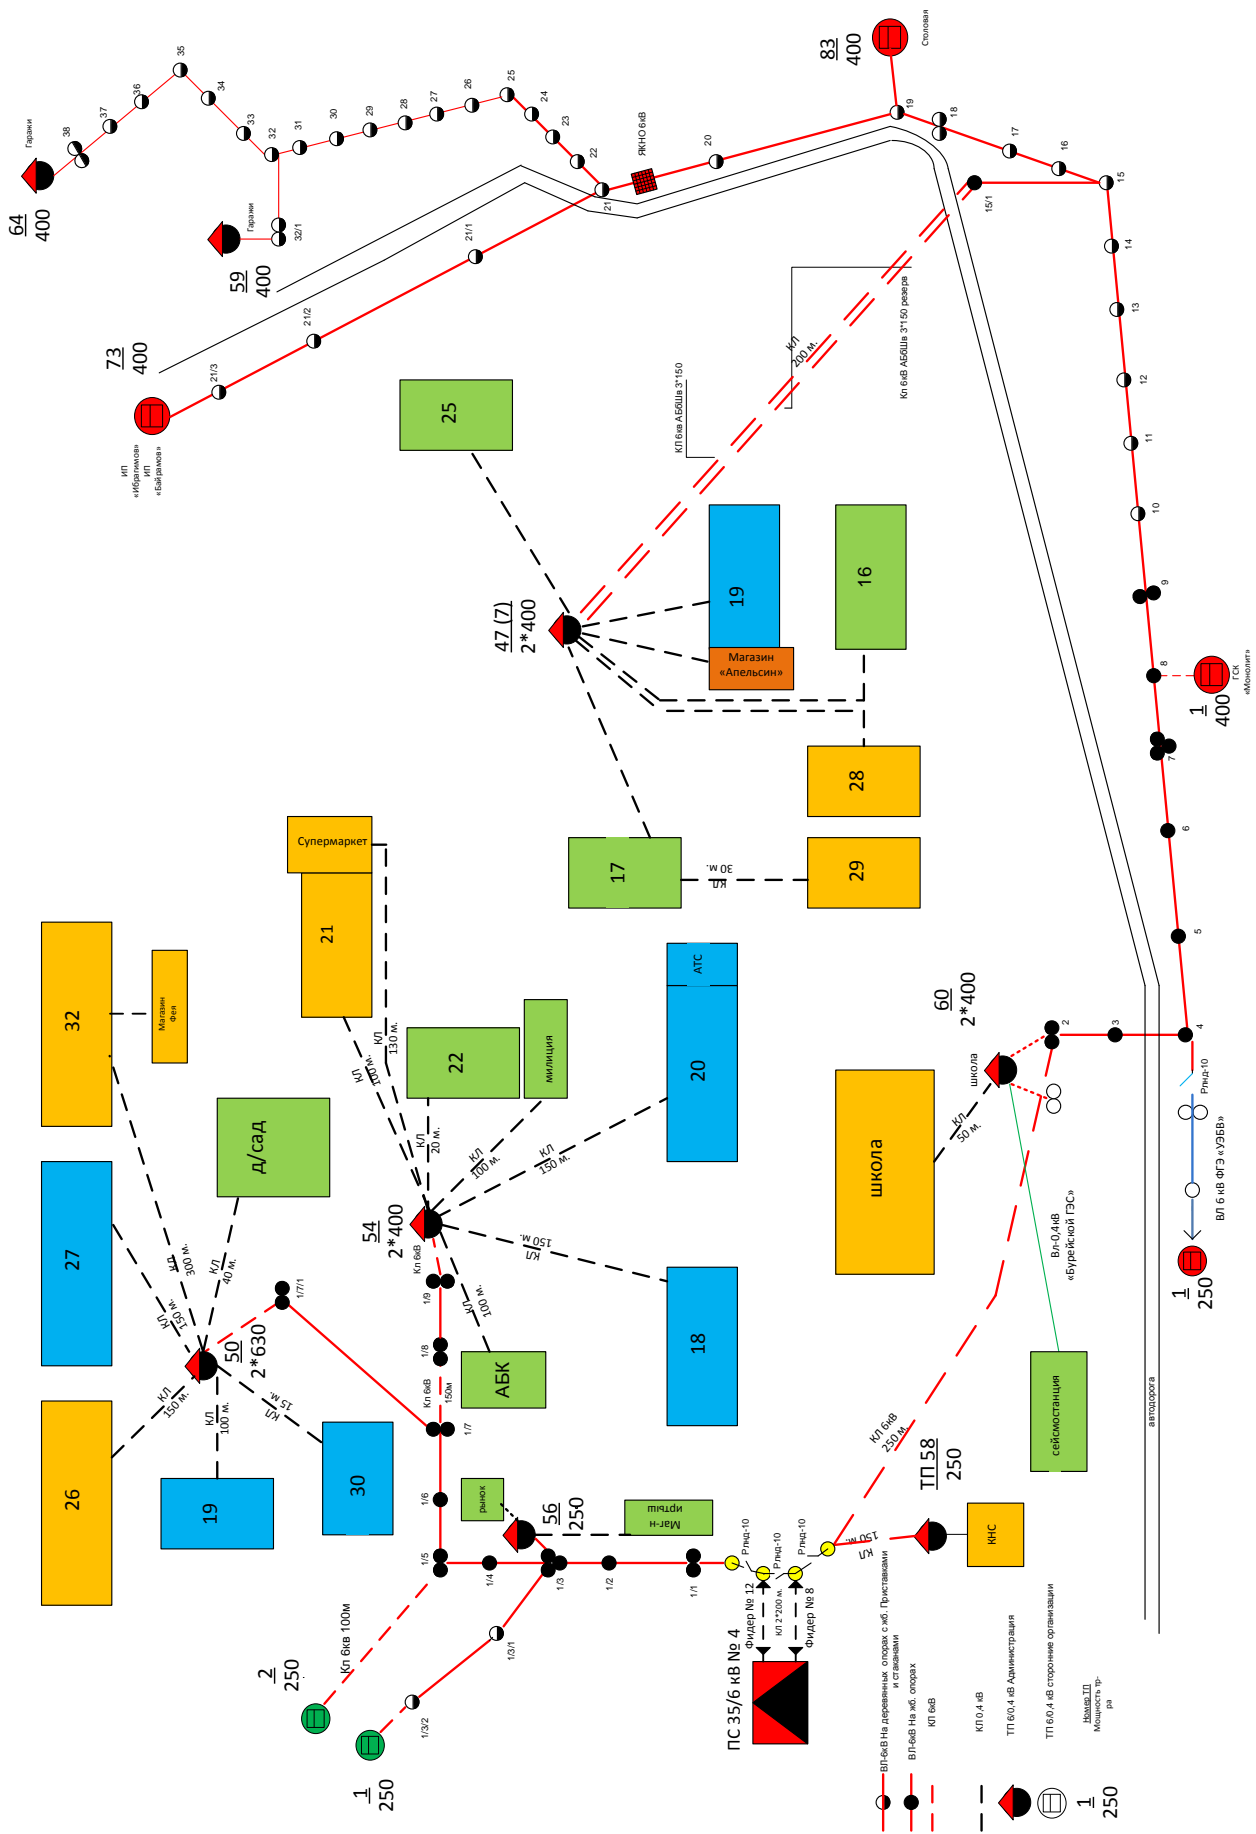 64
400
Гаражи
38
37
36
35
34
33
32
31
30
29
28
27
26
25
24
23
22
21
59
400
Гаражи
32/1
ЯКНО 6кВ
20
83
400
Столовая
19
18
17
16
15
15/1
14
13
12
11
10
9
8
7
6
5
4
3
2
73
400
ИП
«Ибрагимов»
ИП
«Байрамов»
21/3
21/2
21/1
КЛ
200 м.
КЛ 6кв ААБбШв 3*150
Кл 6кВ ААБбШв 3*150 резерв
47 (7)
2*400
25
19
Магазин
«Апельсин»
16
28
17
КЛ
30 м.
29
1
400
ГСК
«Монолит»
32
Магазин
Фея
27
26
д/сад
КЛ
300 м.
КЛ
150 м.
КЛ
40 м.
КЛ
150 м.
КЛ
100 м.
КЛ
15 м.
50
2*630
19
30
1/7/1
Супермаркет
21
КЛ
100 м.
КЛ
130 м.
22
милиция
КЛ
20 м.
КЛ
100 м.
КЛ
150 м.
20
АТС
54
2*400
Кл 6кВ
КЛ
150 м.
18
КЛ
100 м.
АБК
1/9
1/8
Кл 6кВ
150м
1/7
1/6
1/5
1/4
1/3
1/2
1/1
рынок
56
250
Маг-н
иртыш
2
250
Кл 6кв 100м
1
250
1/3/2
1/3/1
60
2*400
школа
школа
КЛ
50 м.
Вл-0,4кВ
«Бурейской ГЭС»
сейсмостанция
КЛ 6кВ
250 м.
ТП 58
250
КЛ
150 м.
КНС
Рлнд-10
Рлнд-10
Рлнд-10
Рлнд-10
ВЛ 6 кВ ФГЭ «УЭБВ»
1
250
автодорога
ПС 35/6 кВ № 4
Фидер № 12
КЛ 2*200 м.
Фидер № 8
ВЛ-6кВ На деревянных опорах с жб. Приставками
и стаканами
ВЛ-6кВ На жб. опорах
КЛ 6кВ
КЛ 0,4 кВ
ТП 6/0,4 кВ Администрация
ТП 6/0,4 кВ сторонние организации
1
250
Номер ТП
Мощность тр-
ра